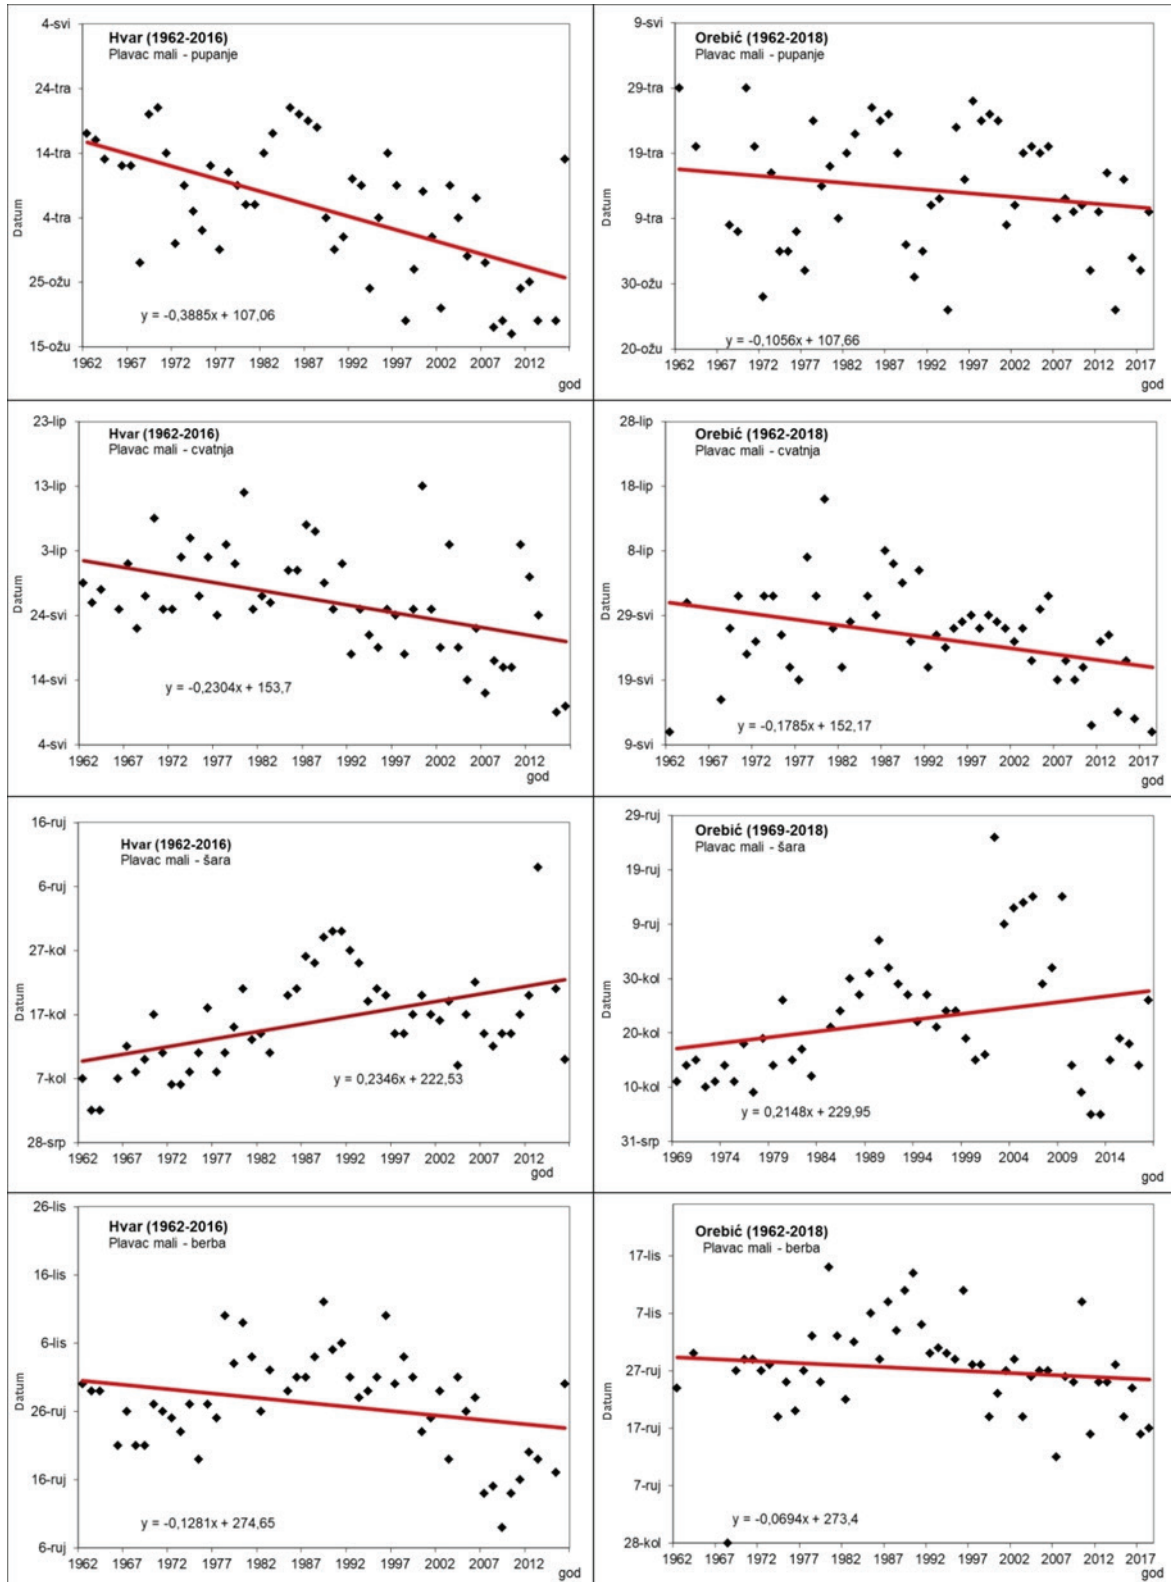 Hvar (1962-2016)
Plavac mali - pupanje
Datum
4-svi
24-tra
14-tra
4-tra
25-ožu
15-ožu
y = -0,3885x + 107,06
1962 1967 1972 1977 1982 1987 1992 1997 2002 2007 2012
god
Orebić (1962-2018)
Plavac mali - pupanje
Datum
9-svi
29-tra
19-tra
9-tra
30-ožu
20-ožu
y = -0,1056x + 107,66
1962 1967 1972 1977 1982 1987 1992 1997 2002 2007 2012 2017
god
Hvar (1962-2016)
Plavac mali - cvatnja
Datum
23-lip
13-lip
3-lip
24-svi
14-svi
4-svi
y = -0,2304x + 153,7
1962 1967 1972 1977 1982 1987 1992 1997 2002 2007 2012
god
Orebić (1962-2018)
Plavac mali - cvatnja
Datum
28-lip
18-lip
8-lip
29-svi
19-svi
9-svi
y = -0,1785x + 152,17
1962 1967 1972 1977 1982 1987 1992 1997 2002 2007 2012 2017
god
Hvar (1962-2016)
Plavac mali - šara
Datum
16-ruj
6-ruj
27-kol
17-kol
7-kol
28-srp
y = 0,2346x + 222,53
1962 1967 1972 1977 1982 1987 1992 1997 2002 2007 2012
god
Orebić (1969-2018)
Plavac mali - šara
Datum
29-ruj
19-ruj
9-ruj
30-kol
20-kol
10-kol
31-srp
y = 0,2148x + 229,95
1969 1974 1979 1984 1989 1994 1999 2004 2009 2014
god
Hvar (1962-2016)
Plavac mali - berba
Datum
26-lis
16-lis
6-lis
26-ruj
16-ruj
6-ruj
y = -0,1281x + 274,65
1962 1967 1972 1977 1982 1987 1992 1997 2002 2007 2012
god
Orebić (1962-2018)
Plavac mali - berba
Datum
17-lis
7-lis
27-ruj
17-ruj
7-ruj
28-kol
y = -0,0694x + 273,4
1962 1967 1972 1977 1982 1987 1992 1997 2002 2007 2012 2017
god